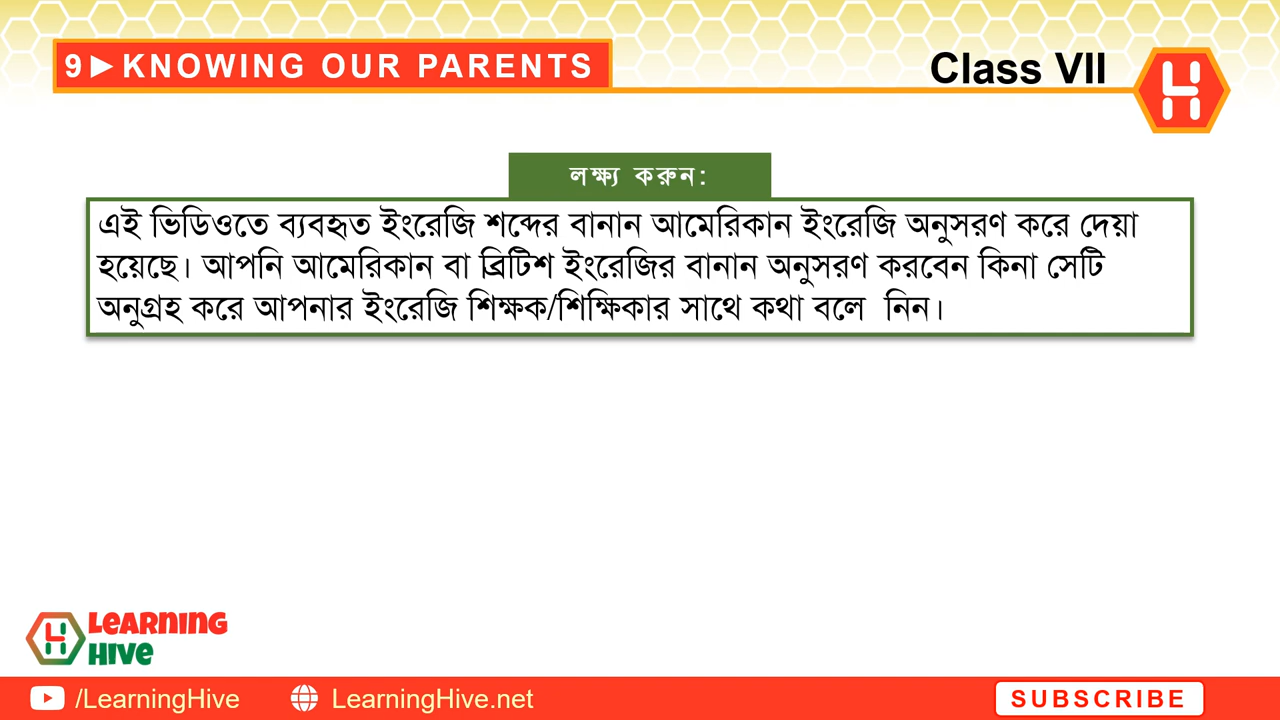 9►KNOWING OUR PARENTS
Class VII
লক্ষ্য করুন:
এই ভিডিওতে ব্যবহৃত ইংরেজি শব্দের বানান আমেরিকান ইংরেজি অনুসরণ করে দেয়া
হয়েছে। আপনি আমেরিকান বা ব্রিটিশ ইংরেজির বানান অনুসরণ করবেন কিনা সেটি
অনুগ্রহ করে আপনার ইংরেজি শিক্ষক/শিক্ষিকার সাথে কথা বলে নিন।
Learning
Hive
/LearningHive
LearningHive.net
SUBSCRIBE